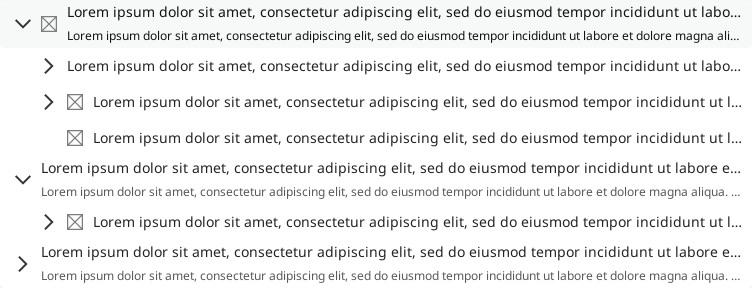 Lorem ipsum dolor sit amet, consectetur adipiscing elit, sed do eiusmod tempor incididunt ut labo...
Lorem ipsum dolor sit amet, consectetur adipiscing elit, sed do eiusmod tempor incididunt ut labore et dolore magna ali...
Lorem ipsum dolor sit amet, consectetur adipiscing elit, sed do eiusmod tempor incididunt ut labo...
Lorem ipsum dolor sit amet, consectetur adipiscing elit, sed do eiusmod tempor incididunt ut l...
Lorem ipsum dolor sit amet, consectetur adipiscing elit, sed do eiusmod tempor incididunt ut l...
Lorem ipsum dolor sit amet, consectetur adipiscing elit, sed do eiusmod tempor incididunt ut labore e...
Lorem ipsum dolor sit amet, consectetur adipiscing elit, sed do eiusmod tempor incididunt ut labore et dolore magna aliqua. ...
Lorem ipsum dolor sit amet, consectetur adipiscing elit, sed do eiusmod tempor incididunt ut l...
Lorem ipsum dolor sit amet, consectetur adipiscing elit, sed do eiusmod tempor incididunt ut labore e...
Lorem ipsum dolor sit amet, consectetur adipiscing elit, sed do eiusmod tempor incididunt ut labore et dolore magna aliqua. ...